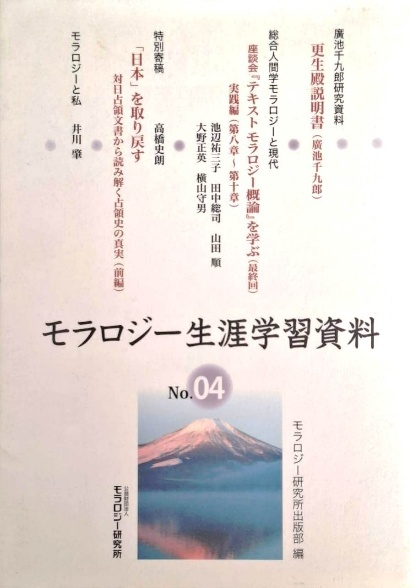 廣池千九郎研究資料
更生殿説明書（廣池千九郎）
総合人間学モラロジーと現代
座談会『テキスト モラロジー概論』を学ぶ（最終回）
実践編（第八章～第十章）
池辺祐三子　田中総司　山田　順
大野正英　横山守男
特別寄稿
「日本」を取り戻す　高橋史朗
対日占領文書から読み解く占領史の真実（前編）
モラロジーと私　井川　肇
モラロジー生涯学習資料
No.04
モラロジー研究所出版部 編
公益財団法人
モラロジー研究所